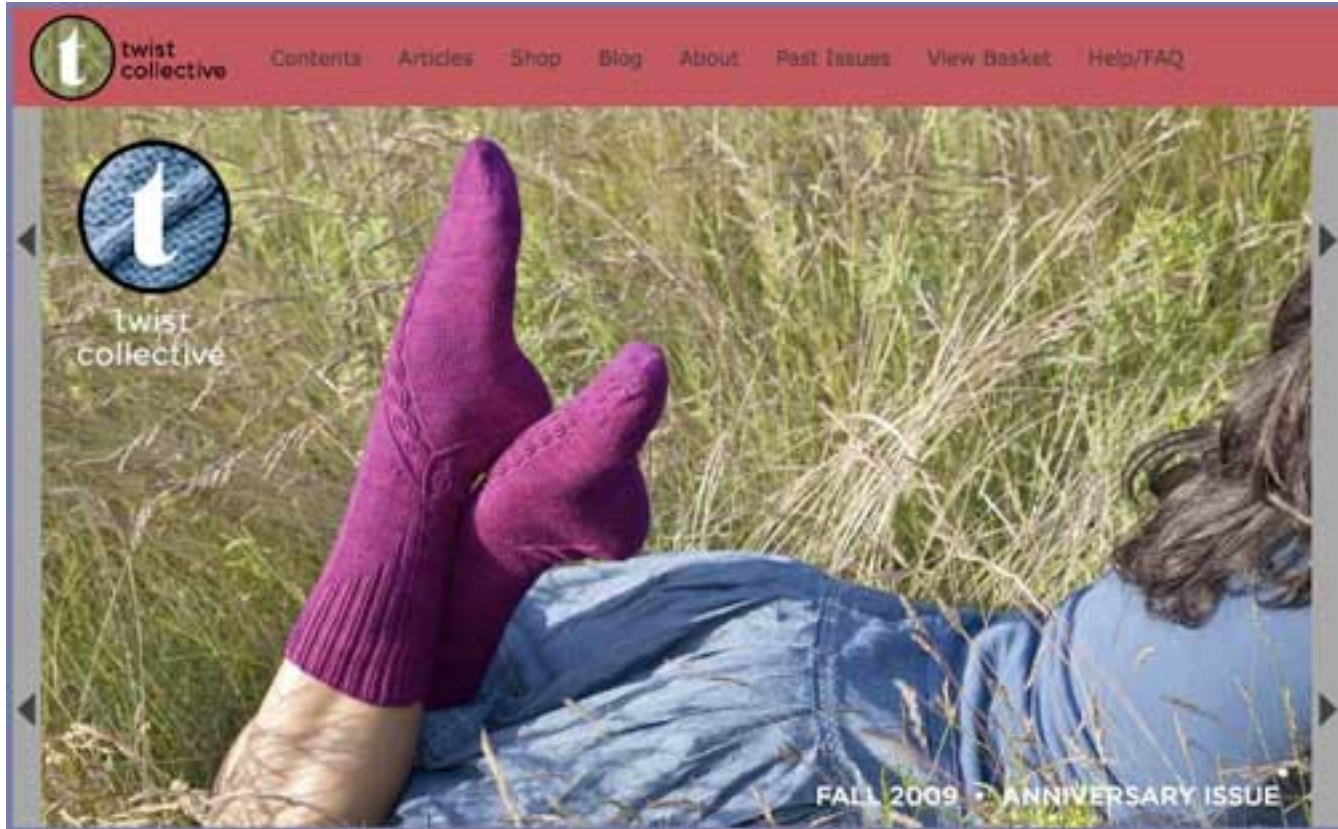 t
twist
collective
Contents Articles Shop Blog About Past Issues View Basket Help/FAQ
t
twist
collective
FALL 2009 • ANNIVERSARY ISSUE